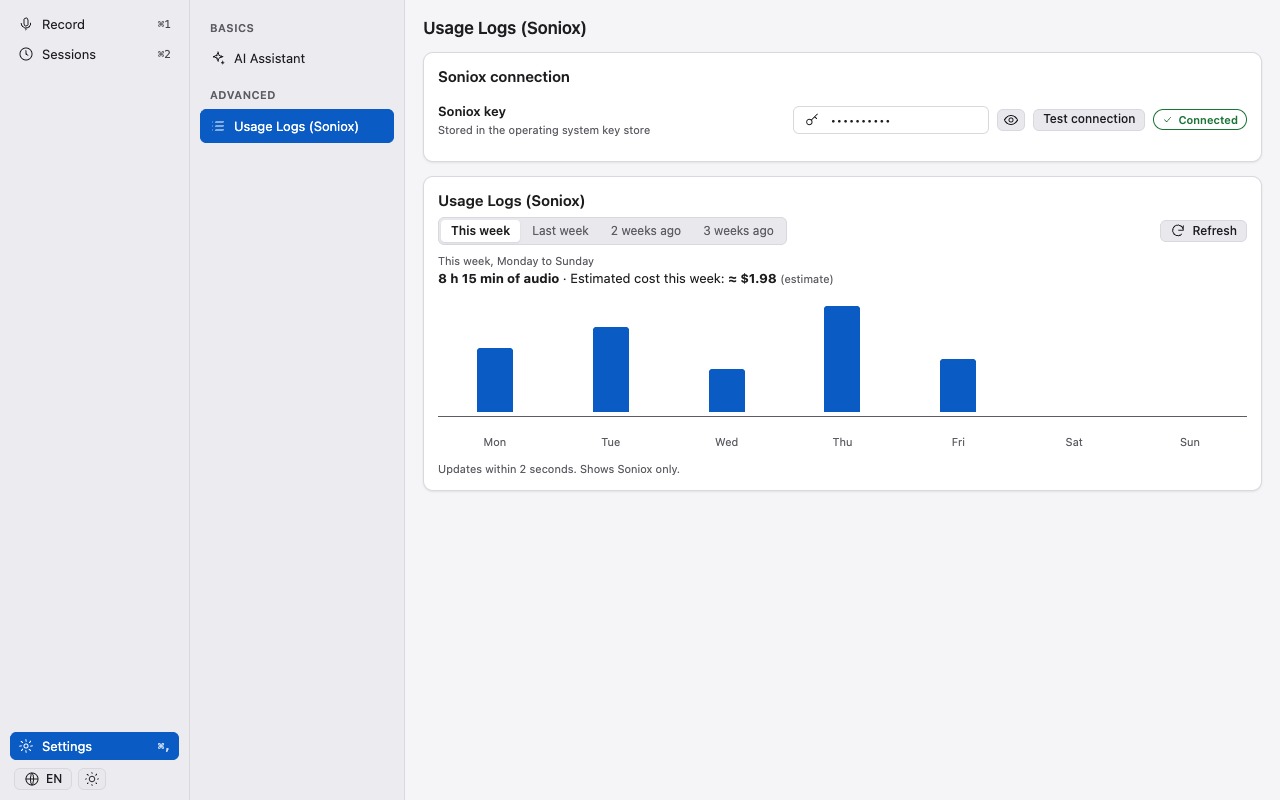 Record ⌘1
Sessions ⌘2
Settings ⌘,
EN
BASICS
AI Assistant
ADVANCED
Usage Logs (Soniox)
Usage Logs (Soniox)
Soniox connection
Soniox key
Stored in the operating system key store
••••••••••
Test connection
Connected
Usage Logs (Soniox)
This week Last week 2 weeks ago 3 weeks ago
Refresh
This week, Monday to Sunday
8 h 15 min of audio · Estimated cost this week: ≈ $1.98 (estimate)
Mon Tue Wed Thu Fri Sat Sun
Updates within 2 seconds. Shows Soniox only.